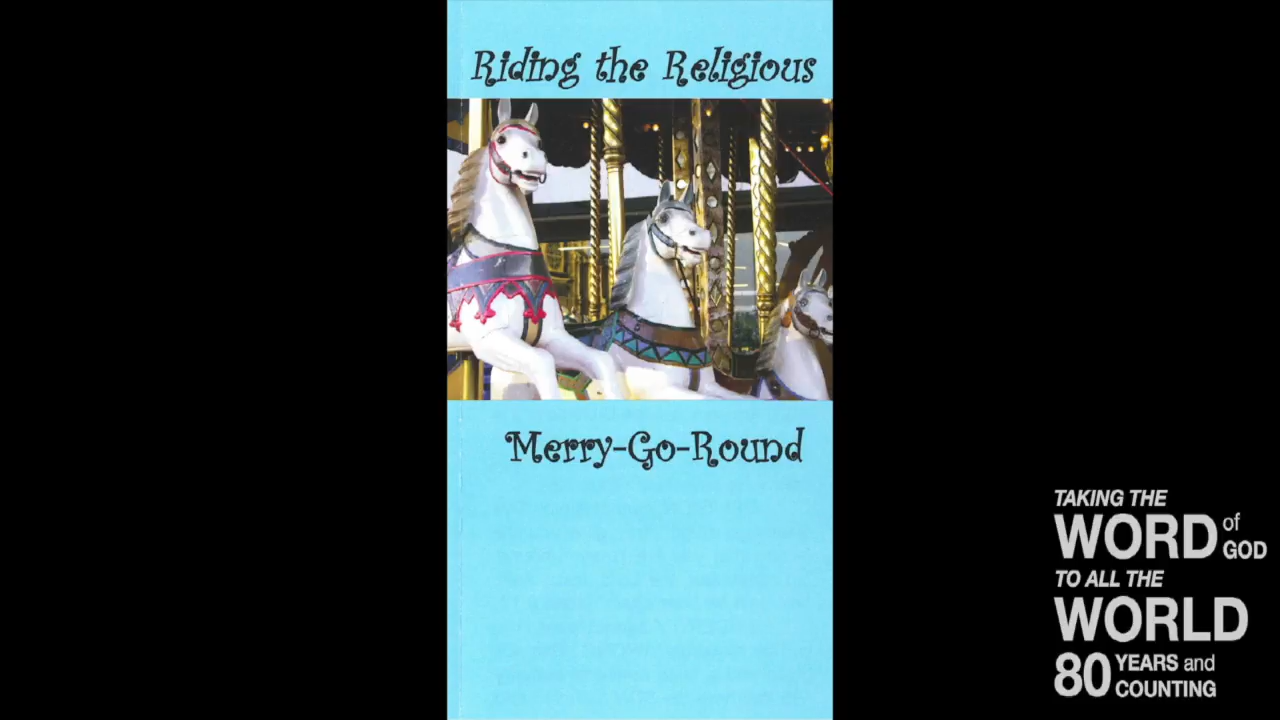 Riding the Religious
Merry-Go-Round
TAKING THE
WORD of GOD
TO ALL THE
WORLD
80 YEARS and
COUNTING